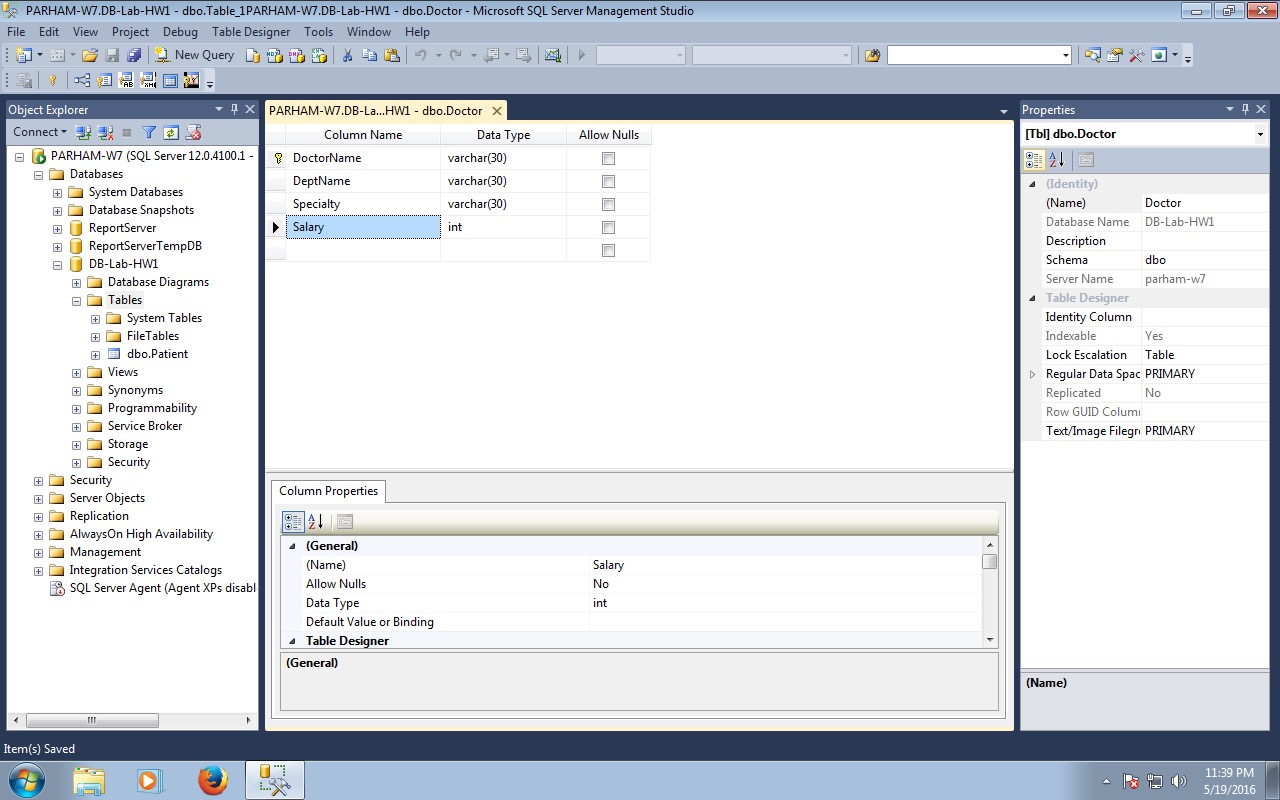 PARHAM-W7.DB-Lab-HW1 - dbo.Table_1PARHAM-W7.DB-Lab-HW1 - dbo.Doctor - Microsoft SQL Server Management Studio
File Edit View Project Debug Table Designer Tools Window Help
New Query
Object Explorer
Connect
PARHAM-W7 (SQL Server 12.0.4100.1 -
Databases
System Databases
Database Snapshots
ReportServer
ReportServerTempDB
DB-Lab-HW1
Database Diagrams
Tables
System Tables
FileTables
dbo.Patient
Views
Synonyms
Programmability
Service Broker
Storage
Security
Security
Server Objects
Replication
AlwaysOn High Availability
Management
Integration Services Catalogs
SQL Server Agent (Agent XPs disabl
PARHAM-W7.DB-La...HW1 - dbo.Doctor
Column Name Data Type Allow Nulls
DoctorName varchar(30)
DeptName varchar(30)
Specialty varchar(30)
Salary int
Column Properties
(General)
(Name) Salary
Allow Nulls No
Data Type int
Default Value or Binding
Table Designer
(General)
Properties
[Tbl] dbo.Doctor
(Identity)
(Name) Doctor
Database Name DB-Lab-HW1
Description
Schema dbo
Server Name parham-w7
Table Designer
Identity Column
Indexable Yes
Lock Escalation Table
Regular Data Spac PRIMARY
Replicated No
Row GUID Column
Text/Image Filegr PRIMARY
(Name)
Item(s) Saved
11:39 PM
5/19/2016